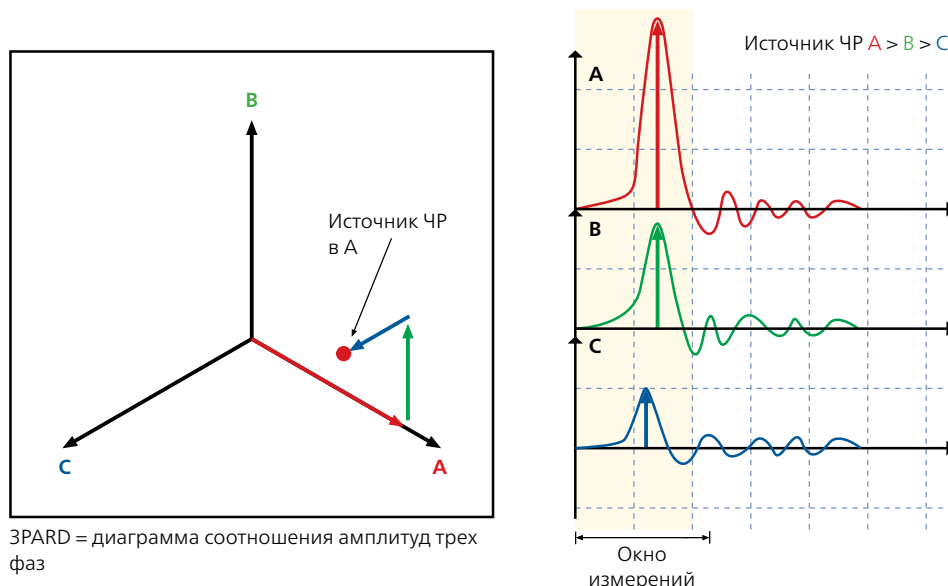 B
Источник ЧР
в А
C
A
3PARD = диаграмма соотношения амплитуд трех
фаз
Источник ЧР A > B > C
A
B
C
Окно
измерений